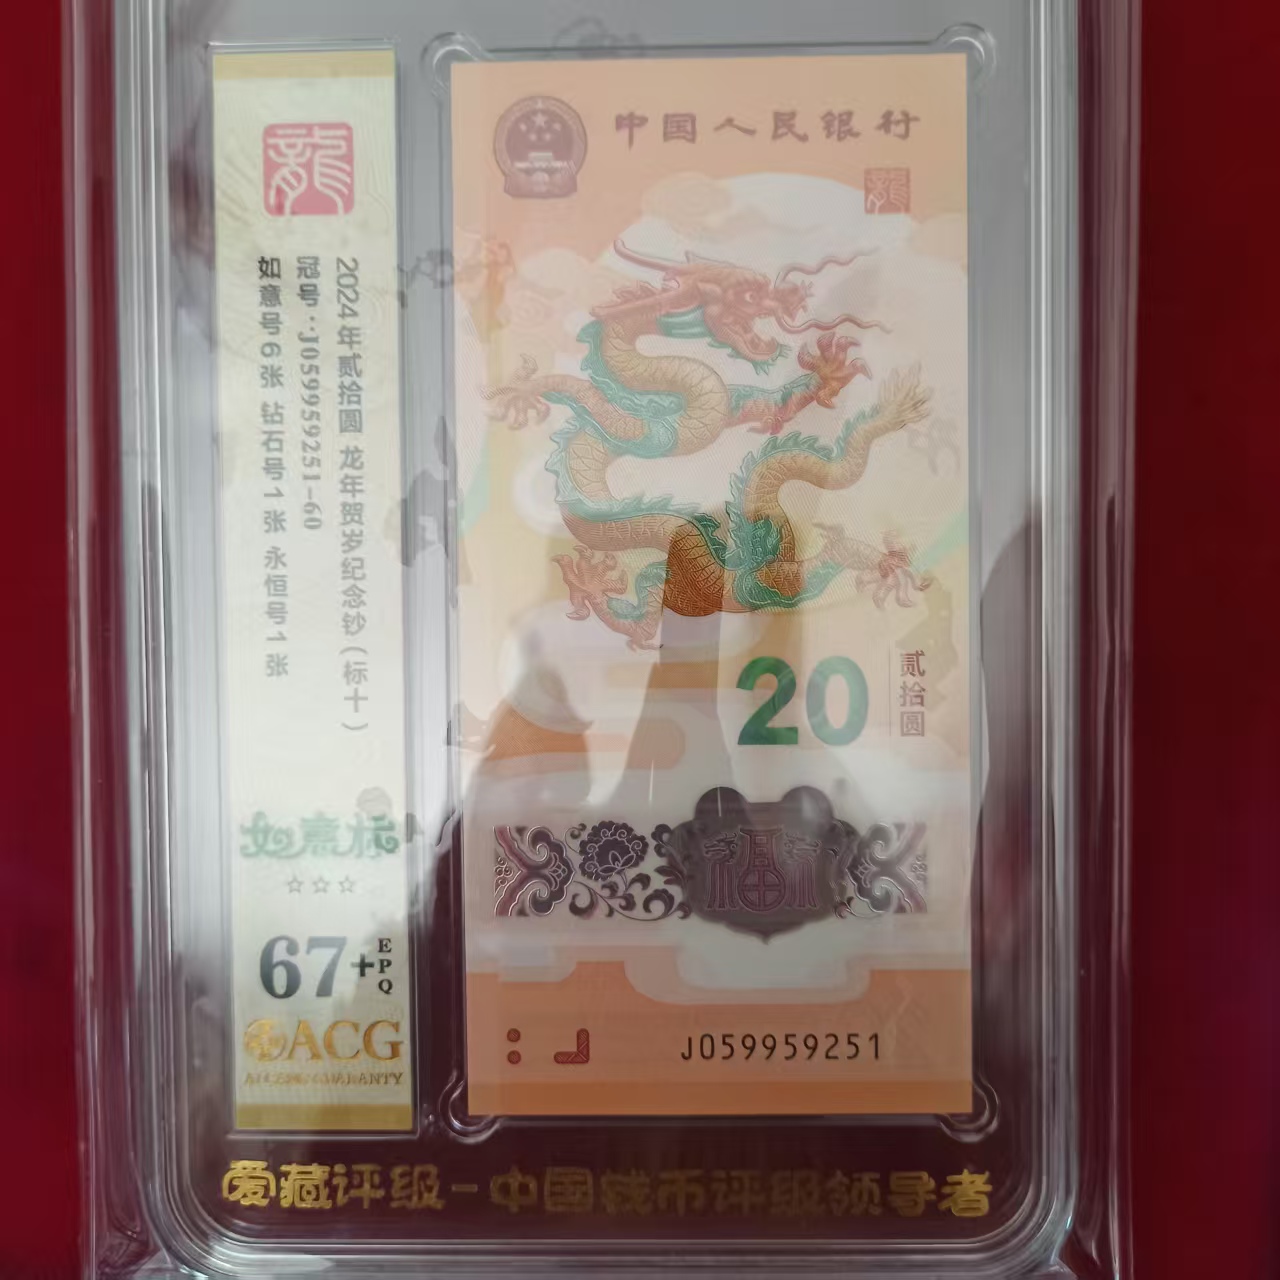 龍
2024年贰拾圆 龙年贺岁纪念钞（标十）
冠号：J059959251-60
如意号6张 钻石号1张 永恒号1张
如意标
☆☆☆
67+EPQ
ACG
中国人民银行
龍
20
贰拾圆
福
J059959251
爱藏评级－中国钱币评级领导者